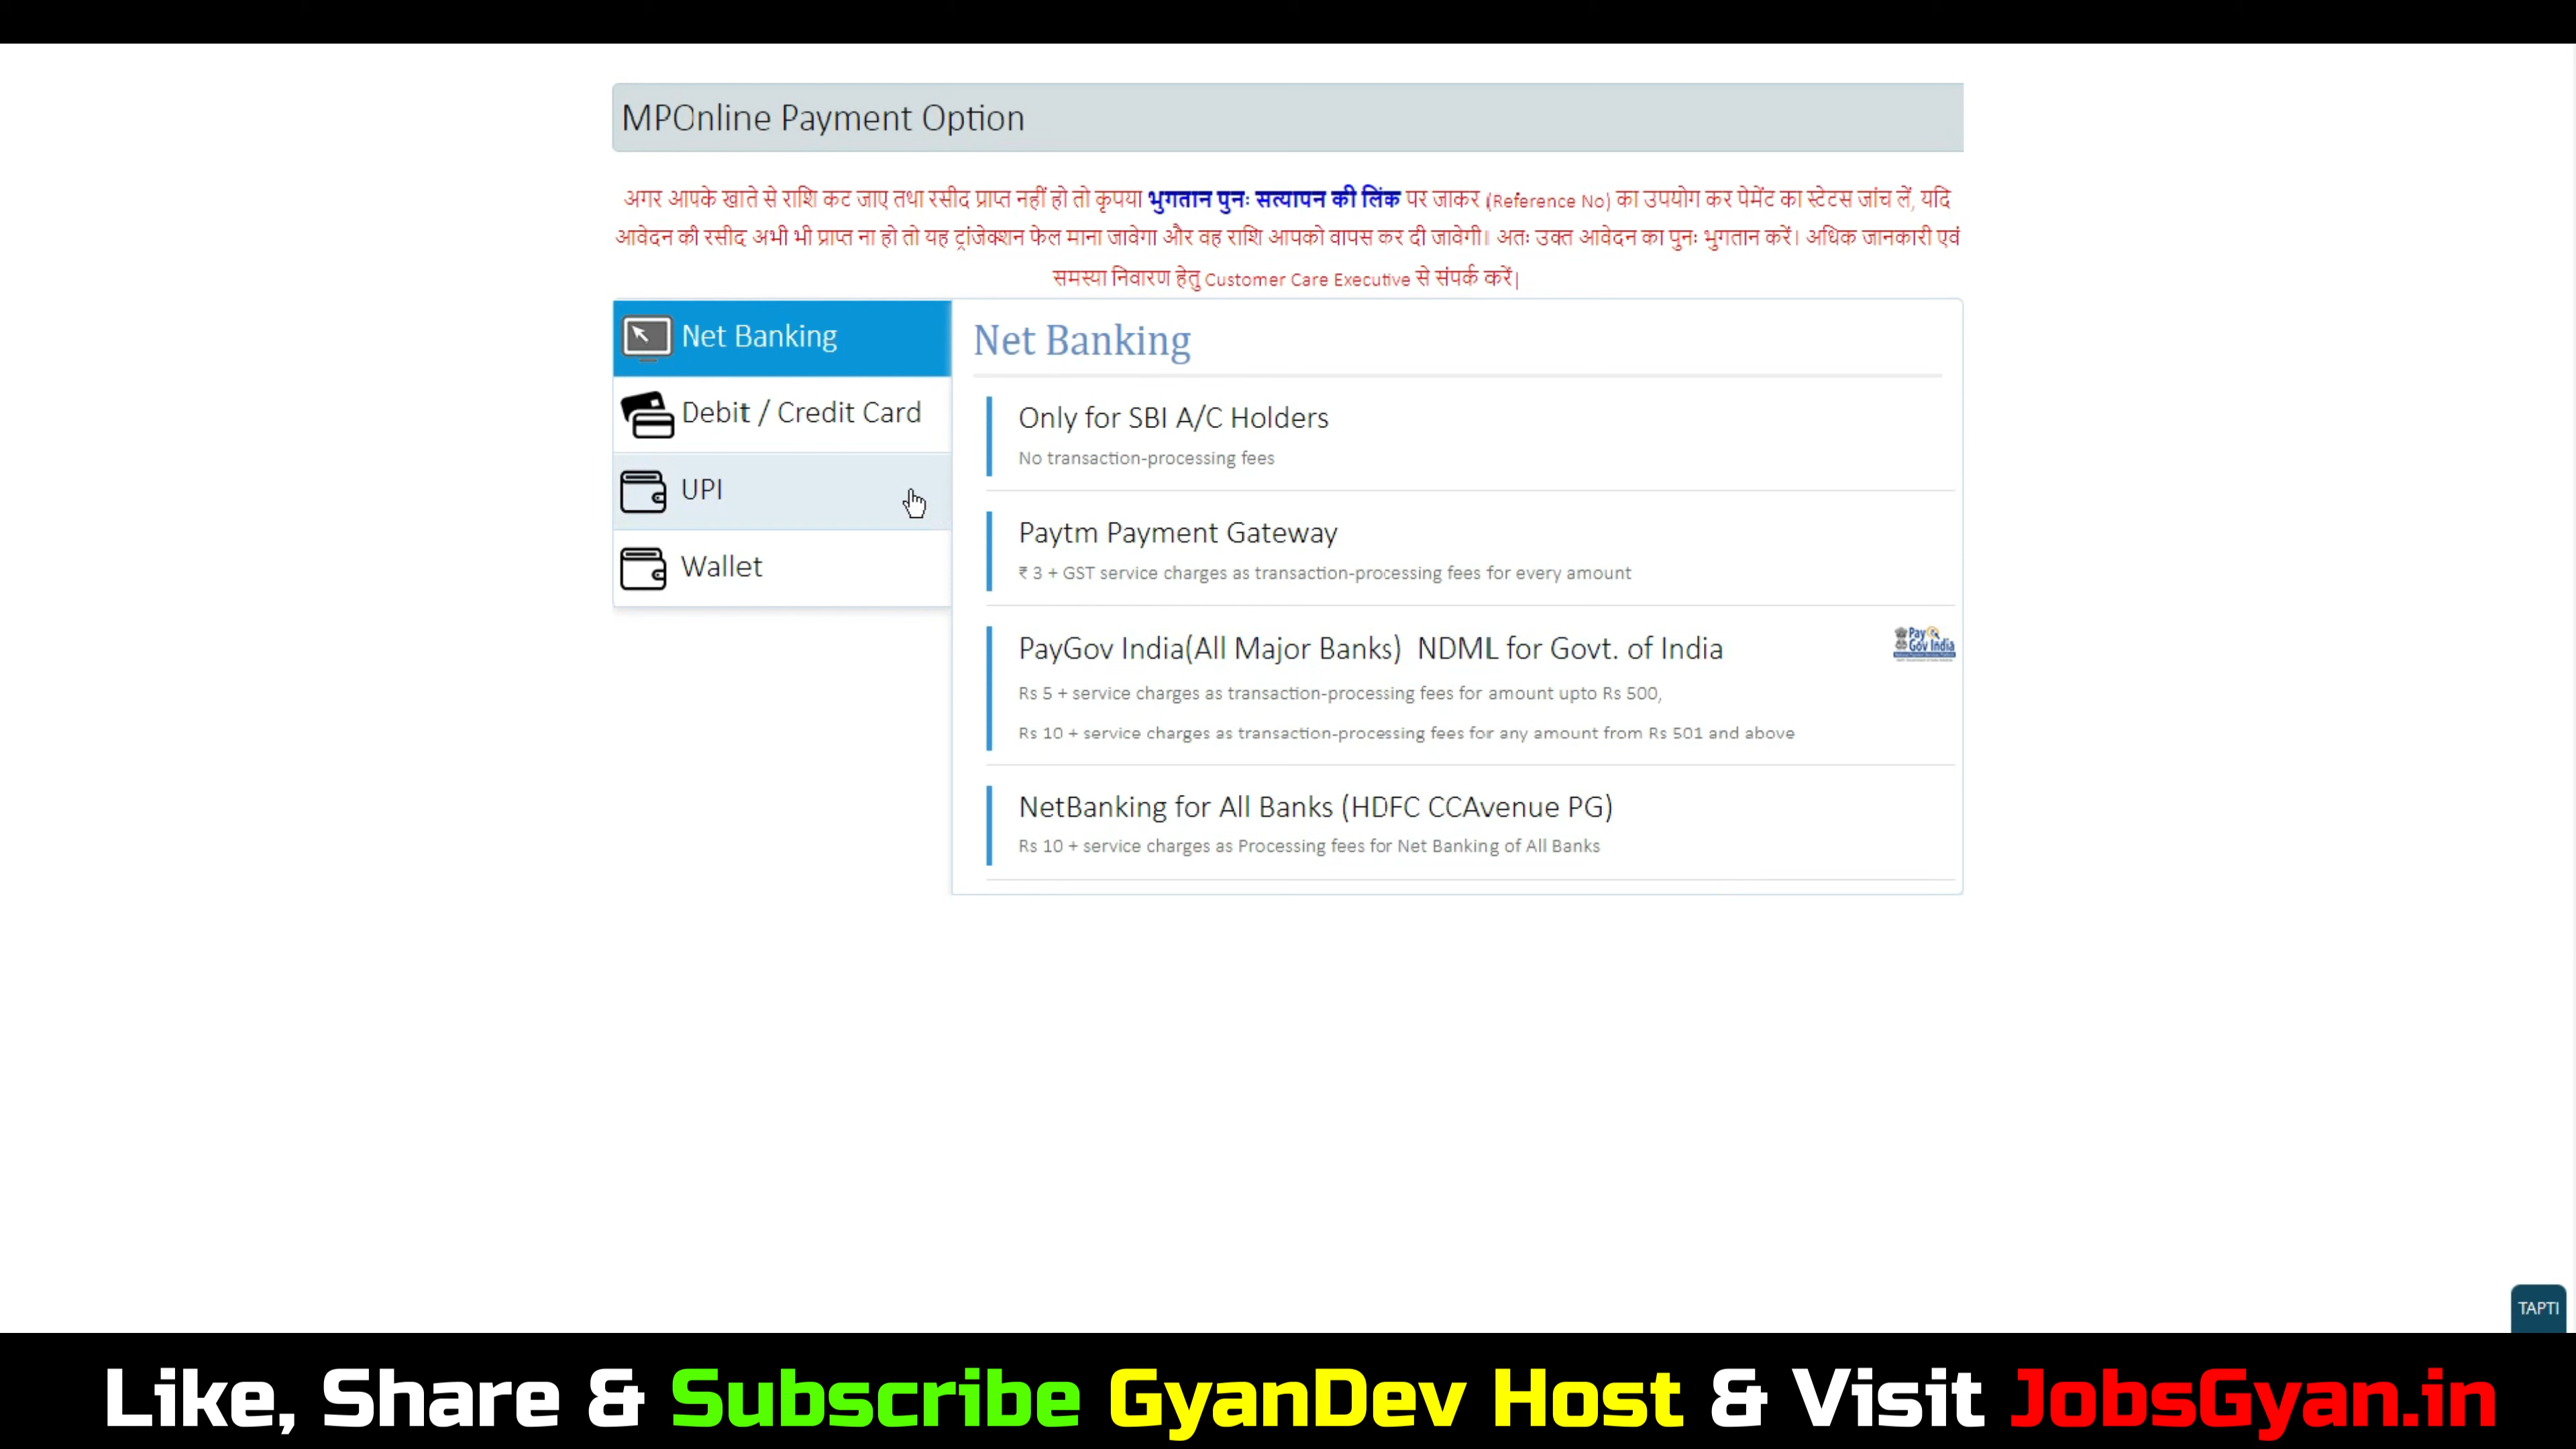 MPOnline Payment Option
अगर आपके खाते से राशि कट जाए तथा रसीद प्राप्त नहीं हो तो कृपया भुगतान पुनः सत्यापन की लिंक पर जाकर (Reference No) का उपयोग कर पेमेंट का स्टेटस जांच लें, यदि
आवेदन की रसीद अभी भी प्राप्त ना हो तो यह ट्रांजेक्शन फेल माना जावेगा और वह राशि आपको वापस कर दी जावेगी। अतः उक्त आवेदन का पुनः भुगतान करें। अधिक जानकारी एवं
समस्या निवारण हेतु Customer Care Executive से संपर्क करें|
Net Banking
Debit / Credit Card
UPI
Wallet
Net Banking
Only for SBI A/C Holders
No transaction-processing fees
Paytm Payment Gateway
₹ 3 + GST service charges as transaction-processing fees for every amount
PayGov India(All Major Banks) NDML for Govt. of India
Pay
Gov India
Rs 5 + service charges as transaction-processing fees for amount upto Rs 500,
Rs 10 + service charges as transaction-processing fees for any amount from Rs 501 and above
NetBanking for All Banks (HDFC CCAvenue PG)
Rs 10 + service charges as Processing fees for Net Banking of All Banks
TAPTI
Like, Share & Subscribe GyanDev Host & Visit JobsGyan.in